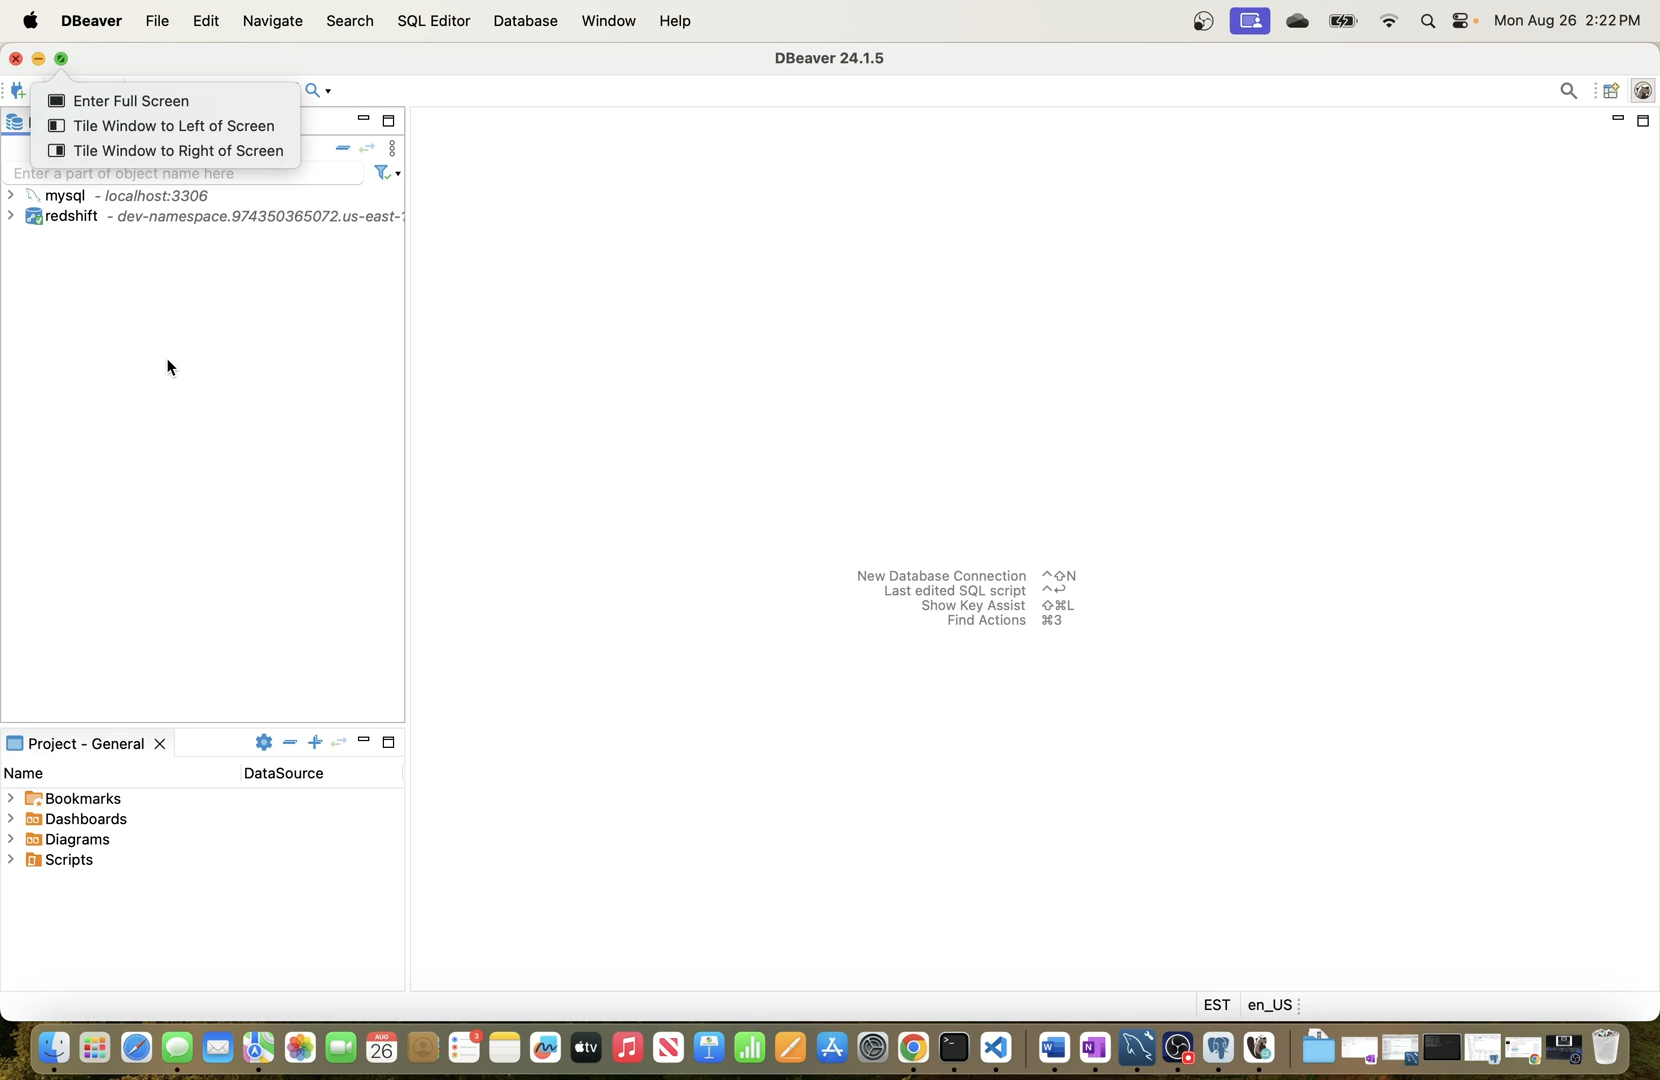 DBeaver File Edit Navigate Search SQL Editor Database Window Help Mon Aug 26 2:22 PM
DBeaver 24.1.5
Enter Full Screen
Tile Window to Left of Screen
Tile Window to Right of Screen
Enter a part of object name here
mysql - localhost:3306
redshift - dev-namespace.974350365072.us-east-
New Database Connection ^⇧N
Last edited SQL script ^↩
Show Key Assist ⇧⌘L
Find Actions ⌘3
Project - General
Name DataSource
Bookmarks
Dashboards
Diagrams
Scripts
EST en_US
AUG
26
3
tv